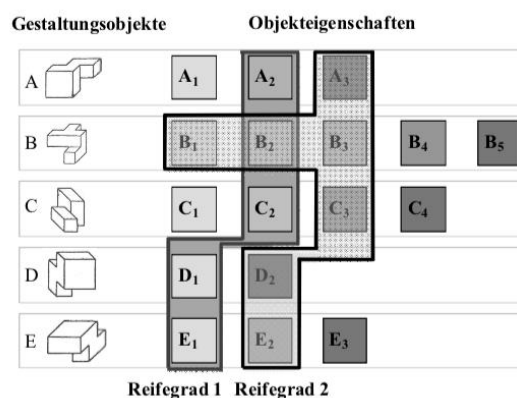 Gestaltungsobjekte Objekteigenschaften
A A₁ A₂ A₃
B B₁ B₂ B₃ B₄ B₅
C C₁ C₂ C₃ C₄
D D₁ D₂
E E₁ E₂ E₃
Reifegrad 1 Reifegrad 2